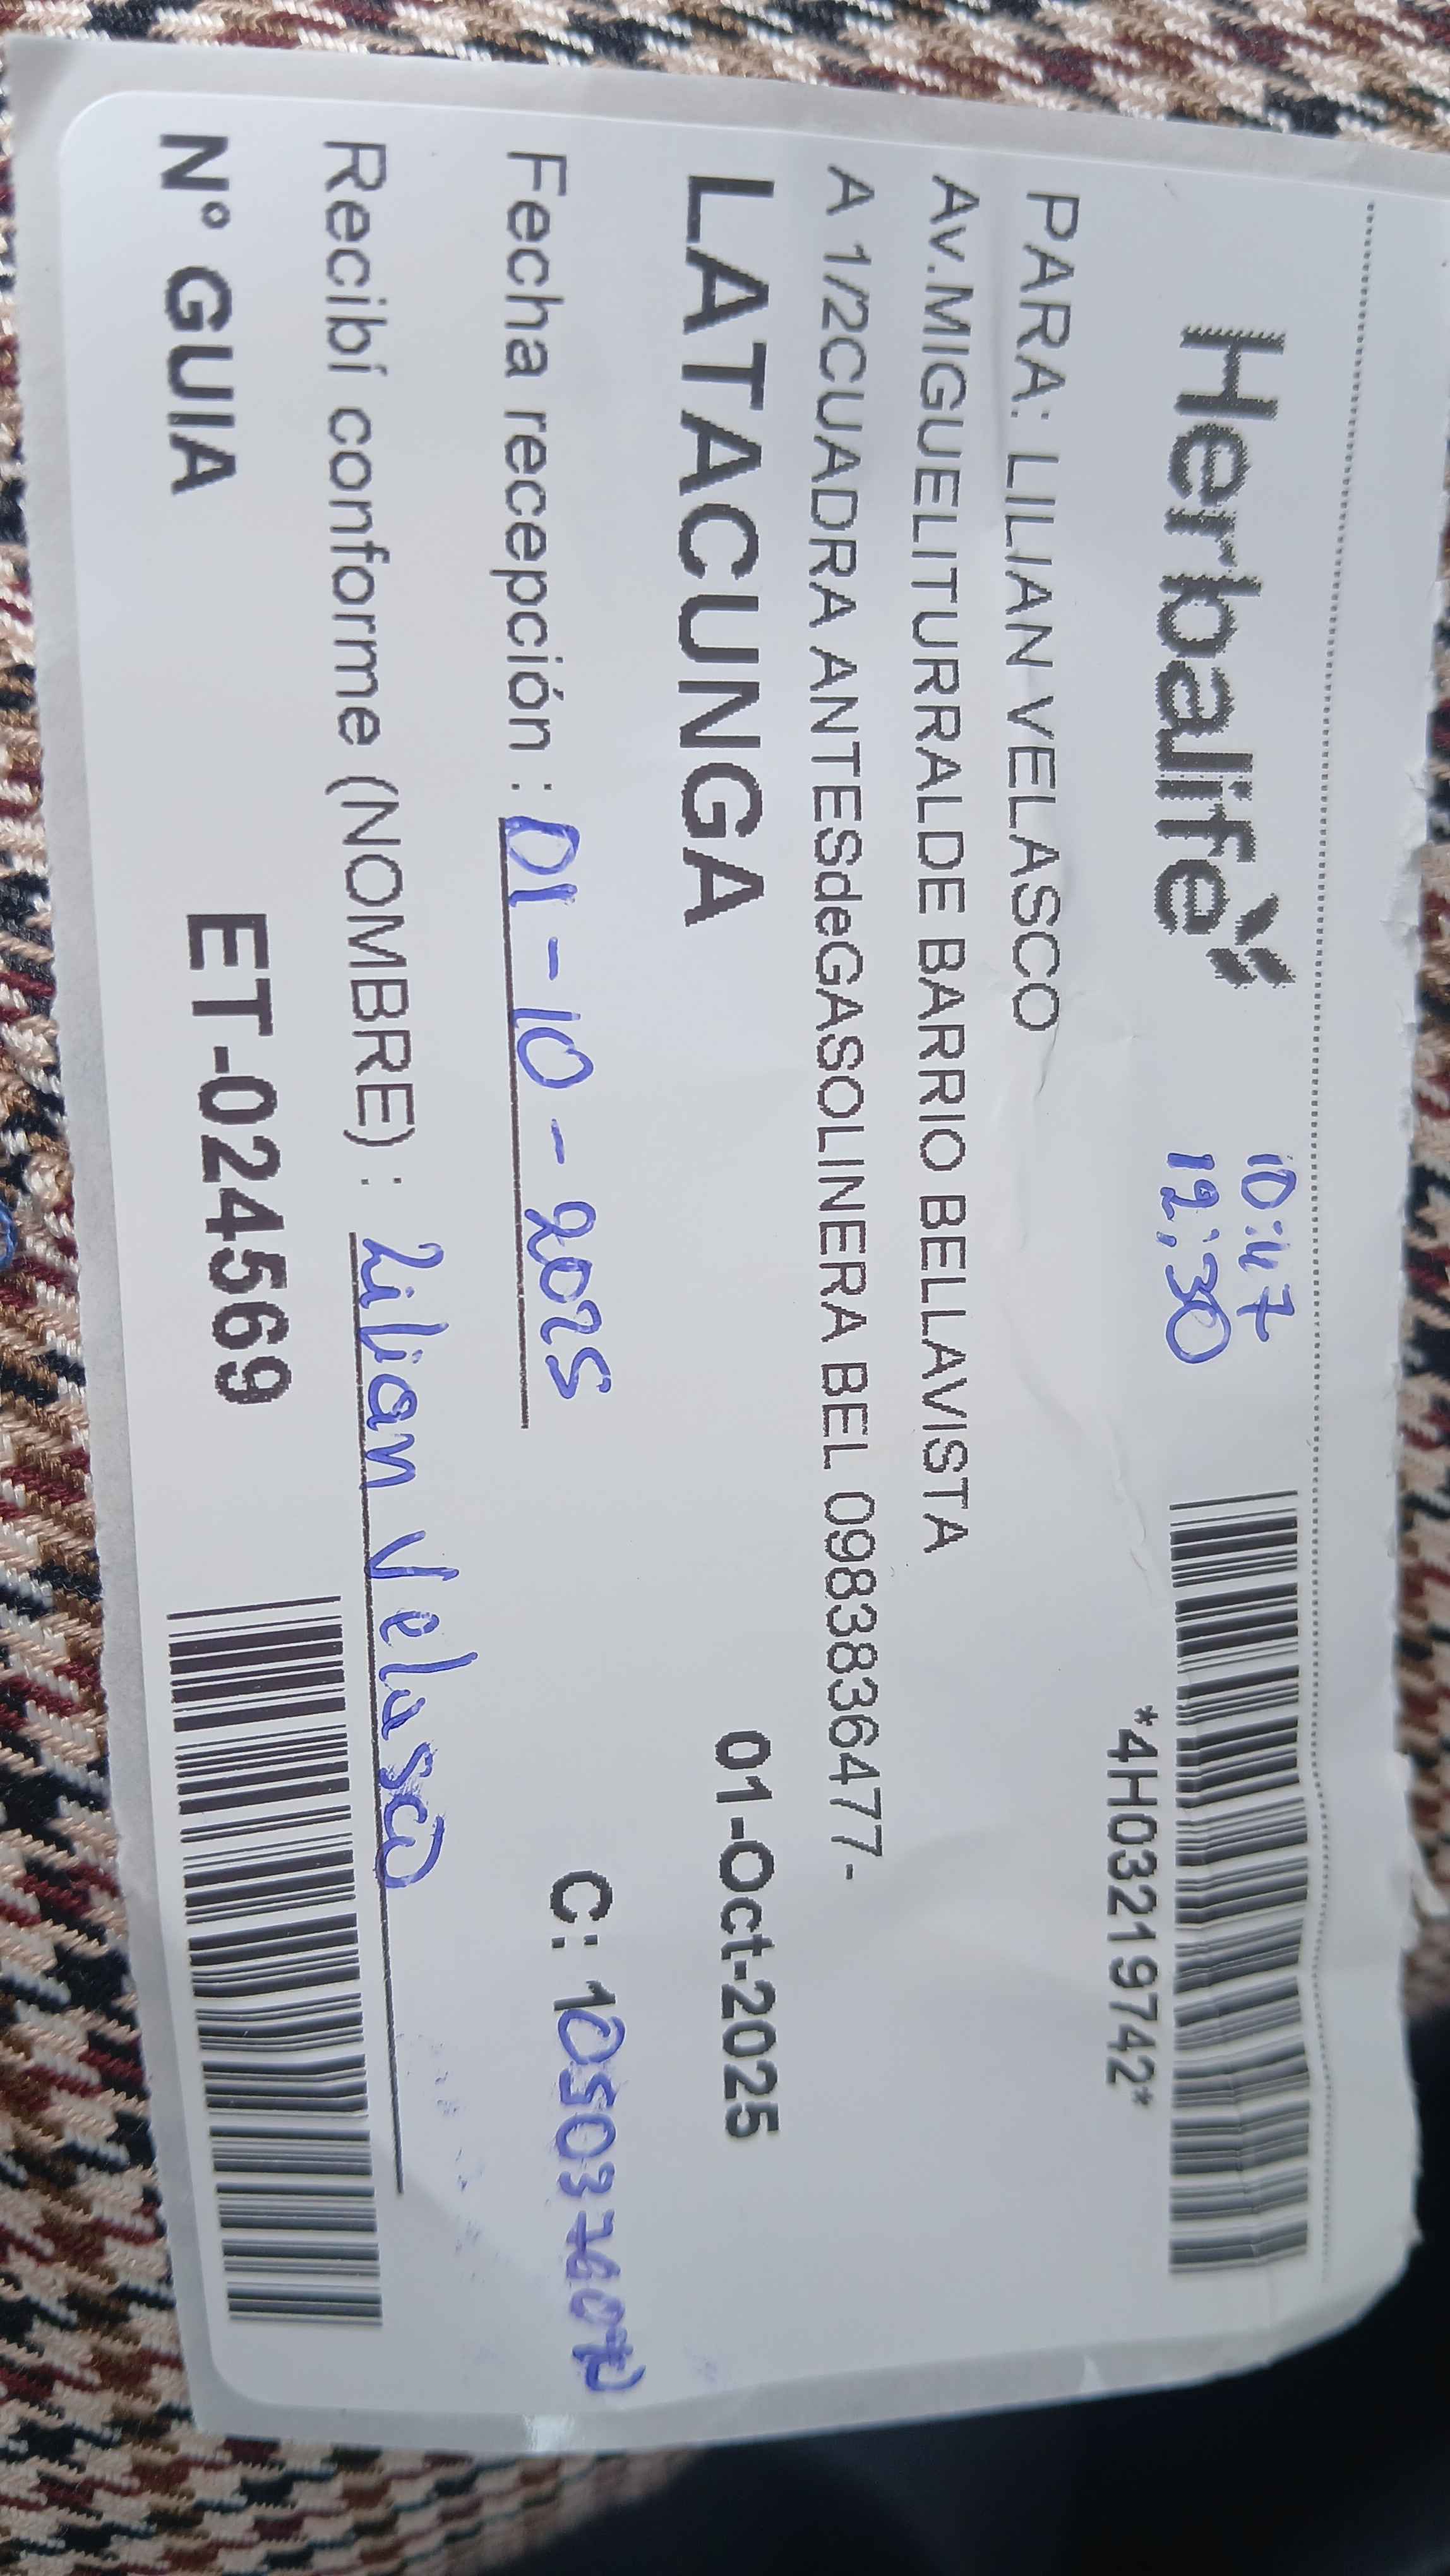 Herbalife
10:47
12:30
*4H03219742*
PARA: LILIAN VELASCO
Av.MIGUELITURRALDE BARRIO BELLAVISTA
A 1/2CUADRA ANTESdeGASOLINERA BEL 0983836477-
LATACUNGA 01-Oct-2025
Fecha recepción : 01-10-2025 C:
Recibí conforme (NOMBRE) : Lilian Velasco
N° GUIA ET-024569